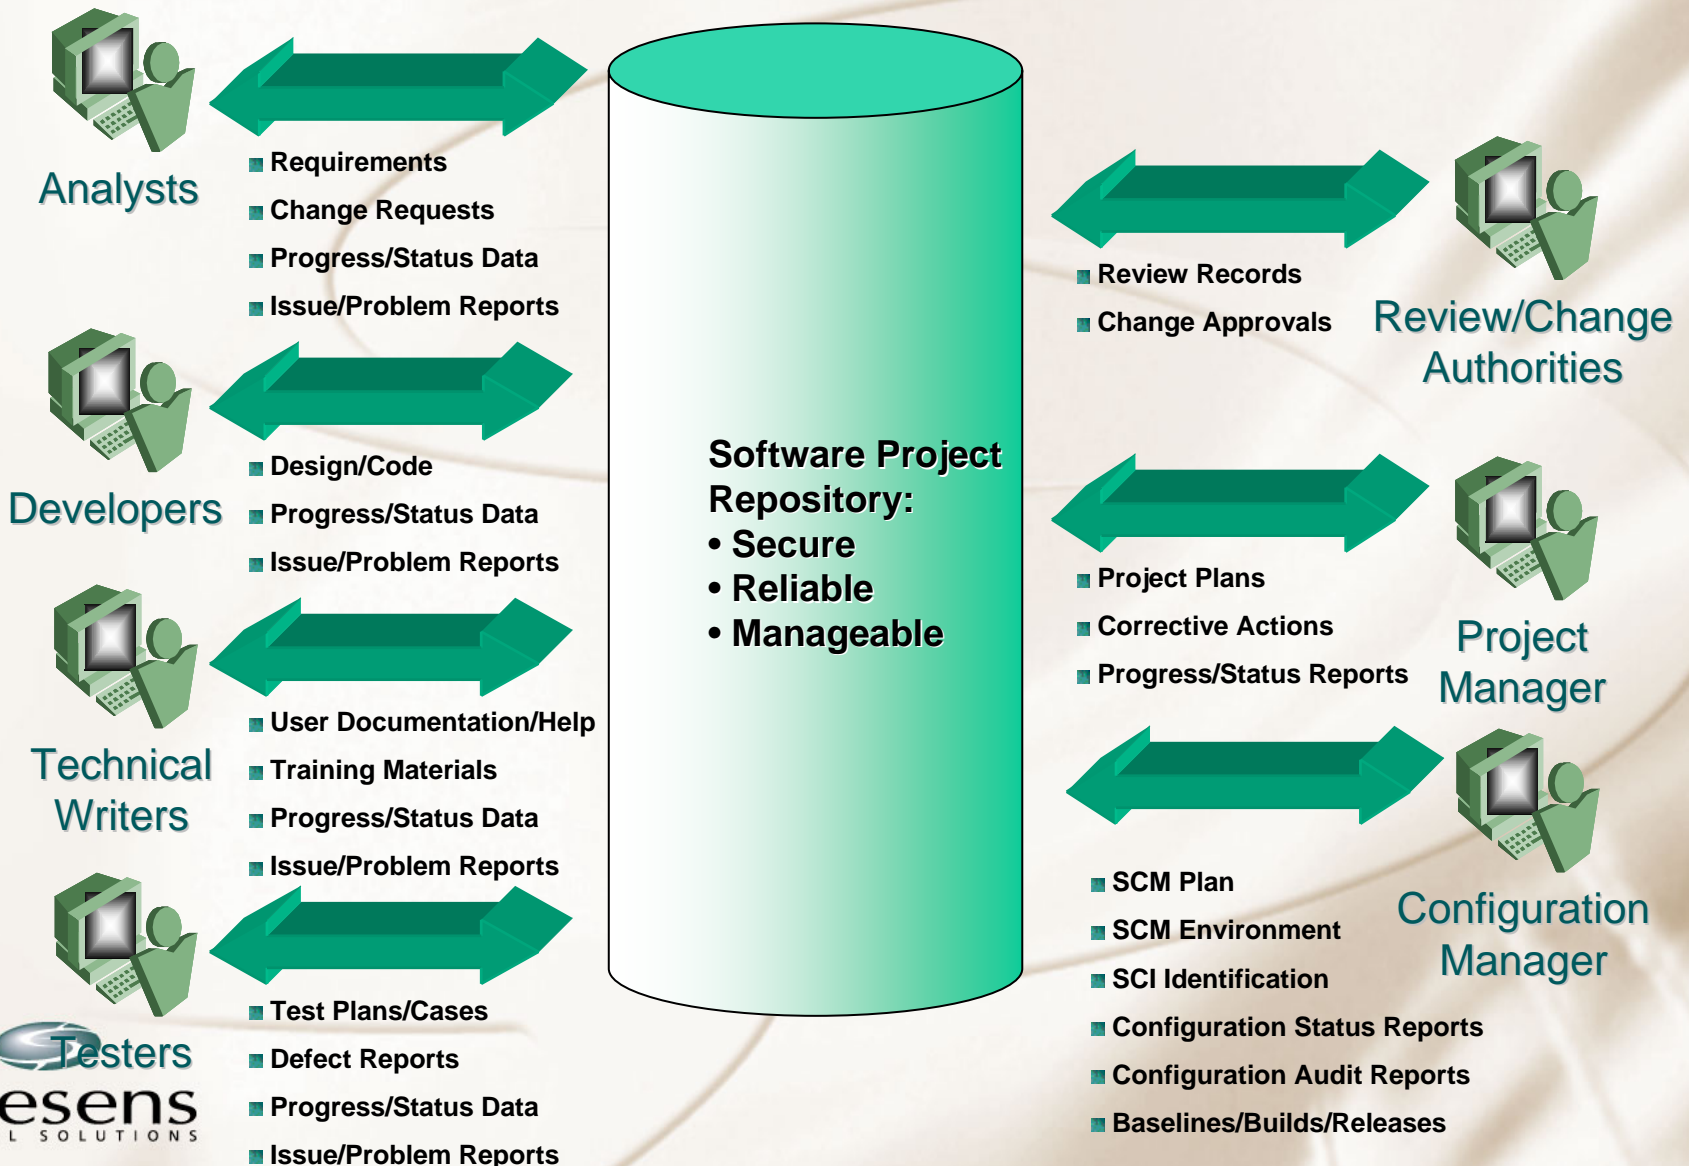 Analysts
Requirements
Change Requests
Progress/Status Data
Issue/Problem Reports
Developers
Design/Code
Progress/Status Data
Issue/Problem Reports
Technical
Writers
User Documentation/Help
Training Materials
Progress/Status Data
Issue/Problem Reports
Testers
Test Plans/Cases
Defect Reports
Progress/Status Data
Issue/Problem Reports
Software Project
Repository:
• Secure
• Reliable
• Manageable
Review Records
Change Approvals
Review/Change
Authorities
Project Plans
Corrective Actions
Progress/Status Reports
Project
Manager
SCM Plan
SCM Environment
SCI Identification
Configuration Status Reports
Configuration Audit Reports
Baselines/Builds/Releases
Configuration
Manager
esens
L SOLUTIONS